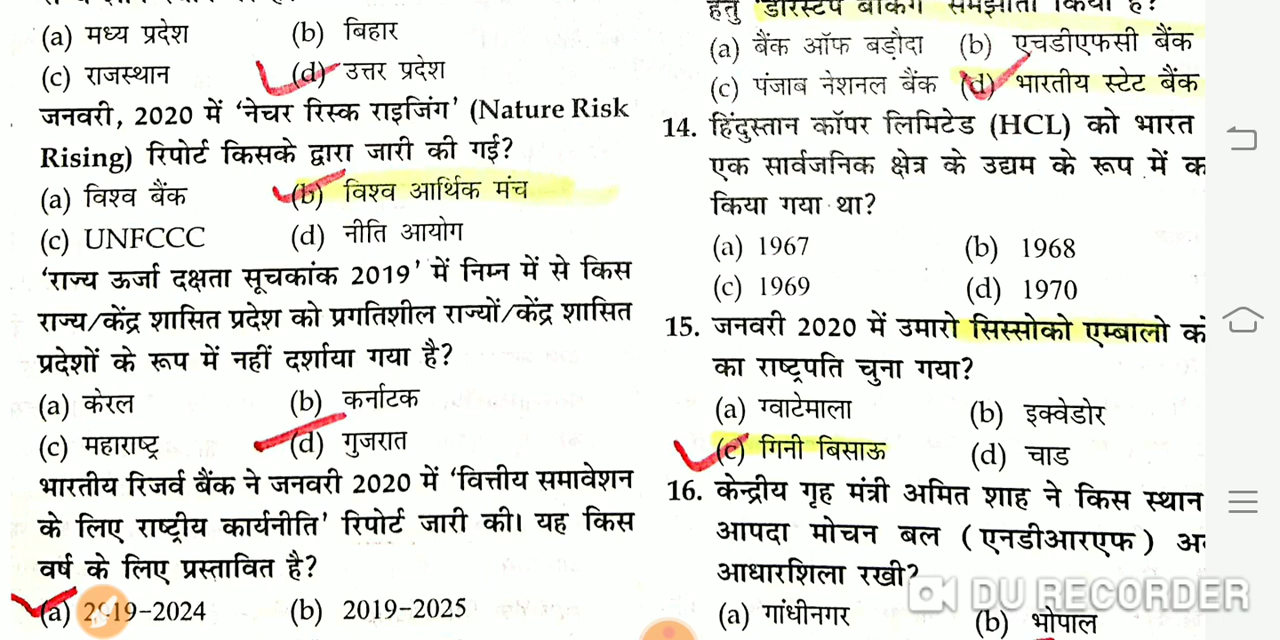 (a) मध्य प्रदेश (b) बिहार
(c) राजस्थान (d) उत्तर प्रदेश
जनवरी, 2020 में 'नेचर रिस्क राइजिंग' (Nature Risk
Rising) रिपोर्ट किसके द्वारा जारी की गई?
(a) विश्व बैंक (b) विश्व आर्थिक मंच
(c) UNFCCC (d) नीति आयोग
'राज्य ऊर्जा दक्षता सूचकांक 2019' में निम्न में से किस
राज्य/केंद्र शासित प्रदेश को प्रगतिशील राज्यों/केंद्र शासित
प्रदेशों के रूप में नहीं दर्शाया गया है?
(a) केरल (b) कर्नाटक
(c) महाराष्ट्र (d) गुजरात
भारतीय रिजर्व बैंक ने जनवरी 2020 में 'वित्तीय समावेशन
के लिए राष्ट्रीय कार्यनीति' रिपोर्ट जारी की। यह किस
वर्ष के लिए प्रस्तावित है?
(a) 2019-2024 (b) 2019-2025
हेतु 'डोरस्टेप बैंकिंग' समझौता किया है?
(a) बैंक ऑफ बड़ौदा (b) एचडीएफसी बैंक
(c) पंजाब नेशनल बैंक (d) भारतीय स्टेट बैंक
14. हिंदुस्तान कॉपर लिमिटेड (HCL) को भारत
एक सार्वजनिक क्षेत्र के उद्यम के रूप में क
किया गया था?
(a) 1967 (b) 1968
(c) 1969 (d) 1970
15. जनवरी 2020 में उमारो सिस्सोको एम्बालो को
का राष्ट्रपति चुना गया?
(a) ग्वाटेमाला (b) इक्वेडोर
(c) गिनी बिसाऊ (d) चाड
16. केन्द्रीय गृह मंत्री अमित शाह ने किस स्थान
आपदा मोचन बल (एनडीआरएफ) अ
आधारशिला रखी?
(a) गांधीनगर (b) भोपाल
DU RECORDER